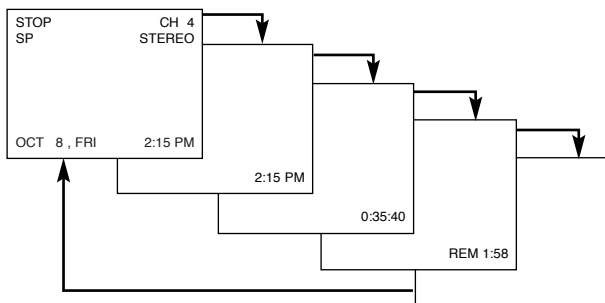 STOP CH 4
SP STEREO
OCT 8 , FRI 2:15 PM
2:15 PM
0:35:40
REM 1:58